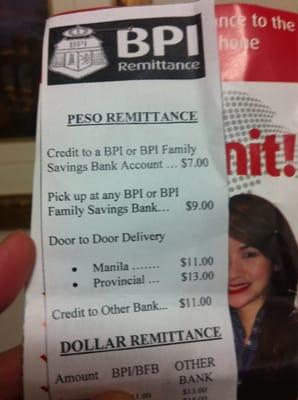 BPI
BPI
Remittance
nce to the
hone
PESO REMITTANCE
Credit to a BPI or BPI Family
Savings Bank Account ... $7.00
nit!
Pick up at any BPI or BPI
Family Savings Bank... $9.00
Door to Door Delivery
• Manila ....... $11.00
• Provincial ... $13.00
Credit to Other Bank... $11.00
DOLLAR REMITTANCE
Amount BPI/BFB OTHER
BANK
$13.00